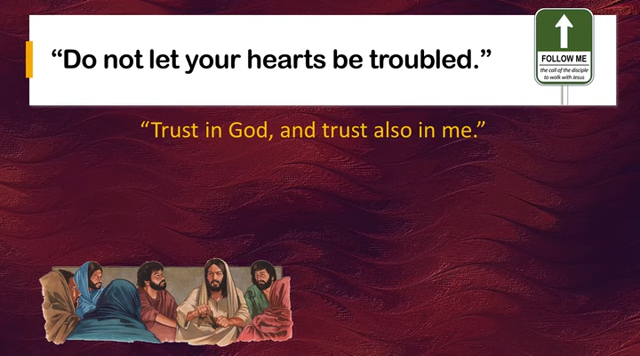 “Do not let your hearts be troubled.”
FOLLOW ME
the call of the disciple
to walk with Jesus
“Trust in God, and trust also in me.”